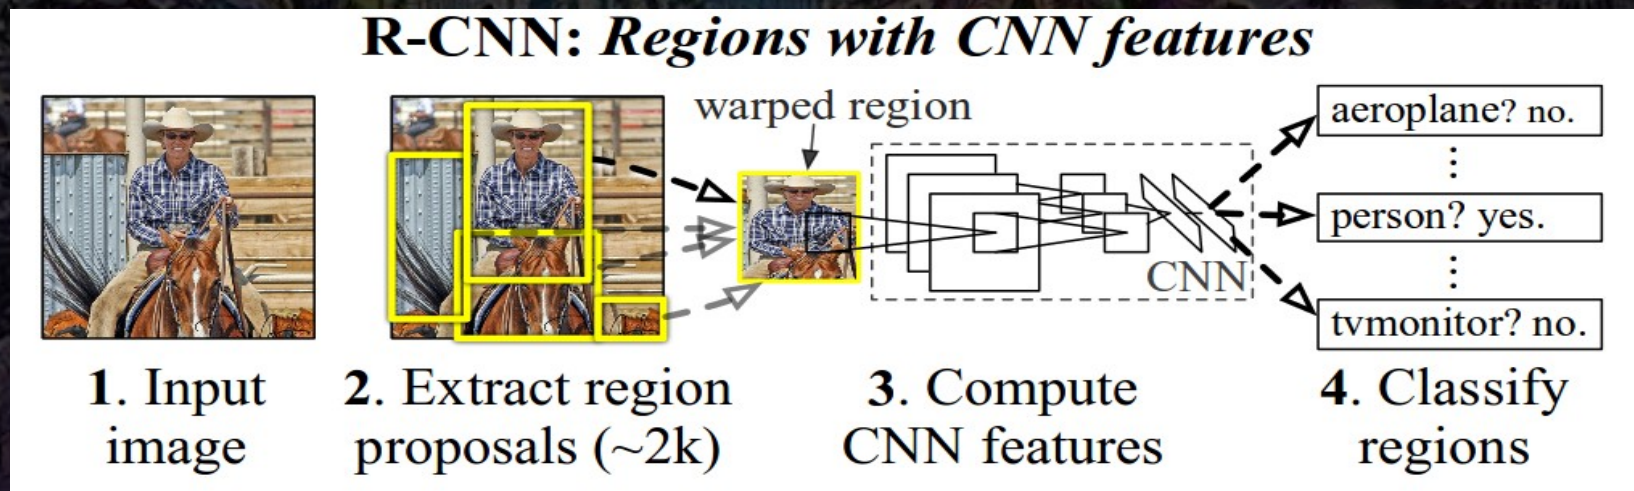 R-CNN: Regions with CNN features
warped region
aeroplane? no.
person? yes.
CNN
tvmonitor? no.
1. Input
image
2. Extract region
proposals (~2k)
3. Compute
CNN features
4. Classify
regions